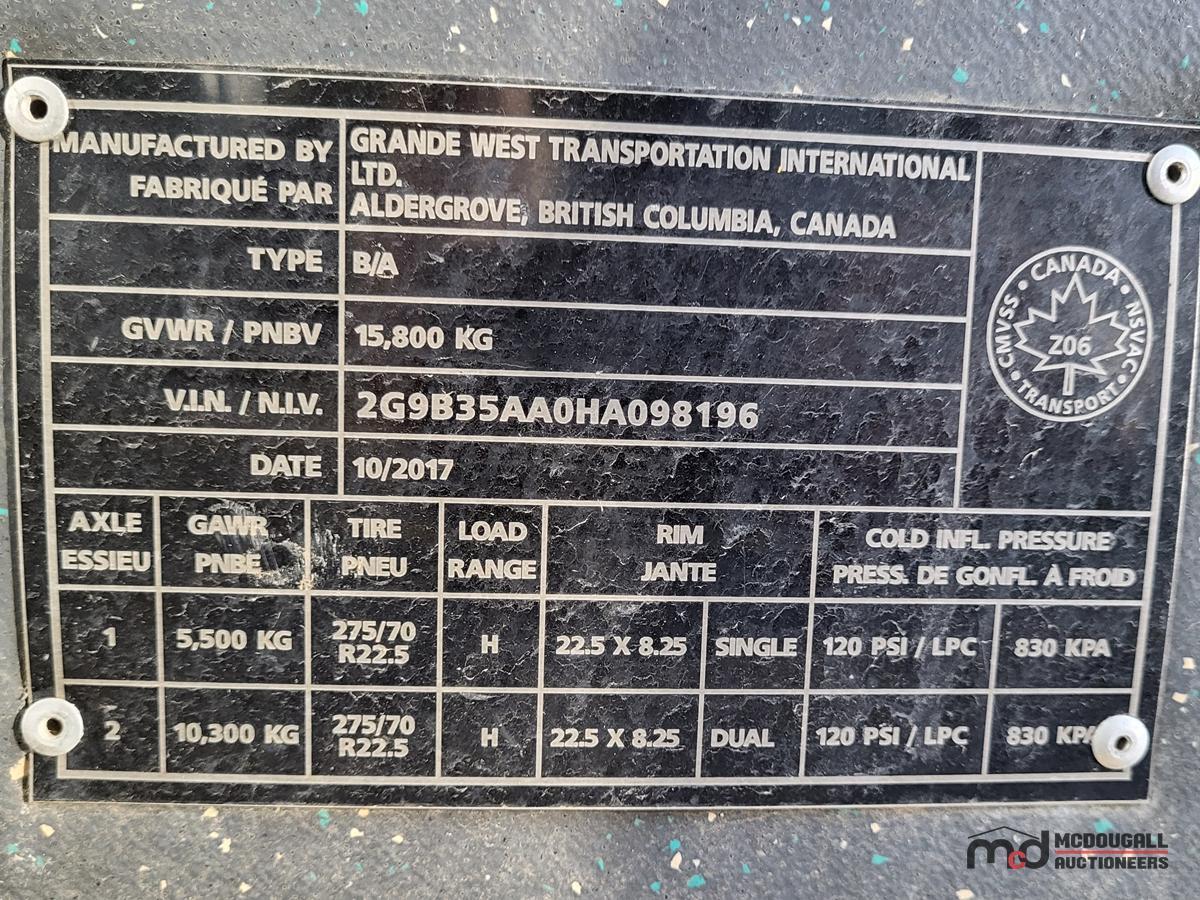 MANUFACTURED BY
FABRIQUÉ PAR
GRANDE WEST TRANSPORTATION INTERNATIONAL
LTD.
ALDERGROVE, BRITISH COLUMBIA, CANADA
TYPE B/A
GVWR / PNBV 15,800 KG
V.I.N. / N.I.V. 2G9B35AA0HA098196
DATE 10/2017
CANADA • NSVAC • TRANSPORT • CMVSS •
Z06
AXLE GAWR TIRE LOAD RIM COLD INFL. PRESSURE
ESSIEU PNBE PNEU RANGE JANTE PRESS. DE GONFL. A FROID
1 5,500 KG 275/70 R22.5 H 22.5 X 8.25 SINGLE 120 PSI / LPC 830 KPA
2 10,300 KG 275/70 R22.5 H 22.5 X 8.25 DUAL 120 PSI / LPC 830 KPA
mcd MCDOUGALL
AUCTIONEERS